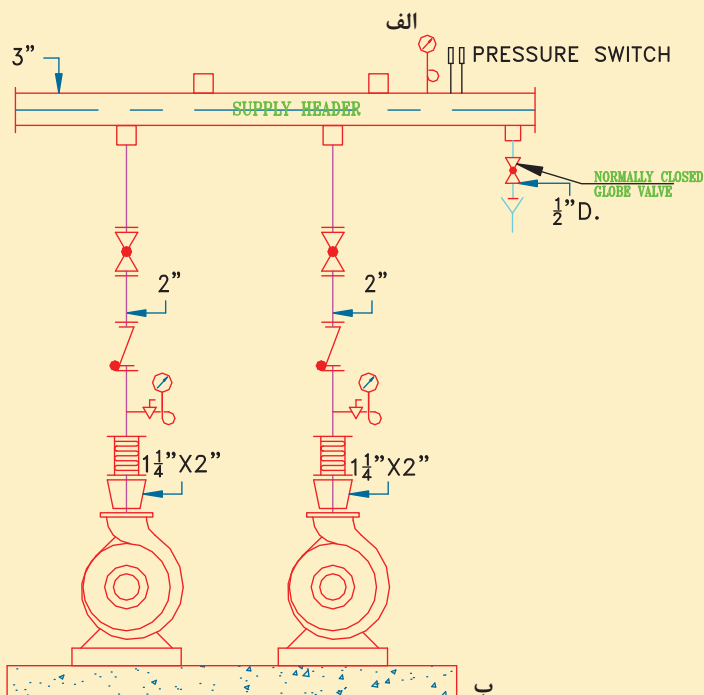 الف
3”
PRESSURE SWITCH
SUPPLY HEADER
NORMALLY CLOSED
GLOBE VALVE
½”D.
2”
2”
1¼”X2”
1¼”X2”
ب